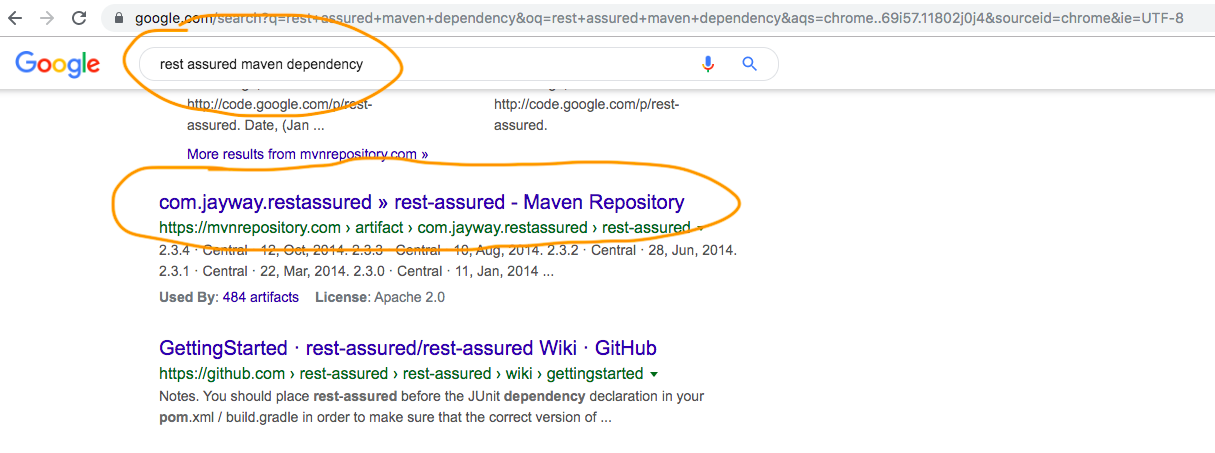 google.com/search?q=rest+assured+maven+dependency&oq=rest+assured+maven+dependency&aqs=chrome..69i57.11802j0j4&sourceid=chrome&ie=UTF-8
Google
rest assured maven dependency
http://code.google.com/p/rest-
assured. Date, (Jan ...
http://code.google.com/p/rest-
assured.
More results from mvnrepository.com »
com.jayway.restassured » rest-assured - Maven Repository
https://mvnrepository.com › artifact › com.jayway.restassured › rest-assured
2.3.4 · Central · 12, Oct, 2014. 2.3.3 · Central · 10, Aug, 2014. 2.3.2 · Central · 28, Jun, 2014.
2.3.1 · Central · 22, Mar, 2014. 2.3.0 · Central · 11, Jan, 2014 ...
Used By: 484 artifacts License: Apache 2.0
GettingStarted · rest-assured/rest-assured Wiki · GitHub
https://github.com › rest-assured › rest-assured › wiki › gettingstarted
Notes. You should place rest-assured before the JUnit dependency declaration in your
pom.xml / build.gradle in order to make sure that the correct version of ...